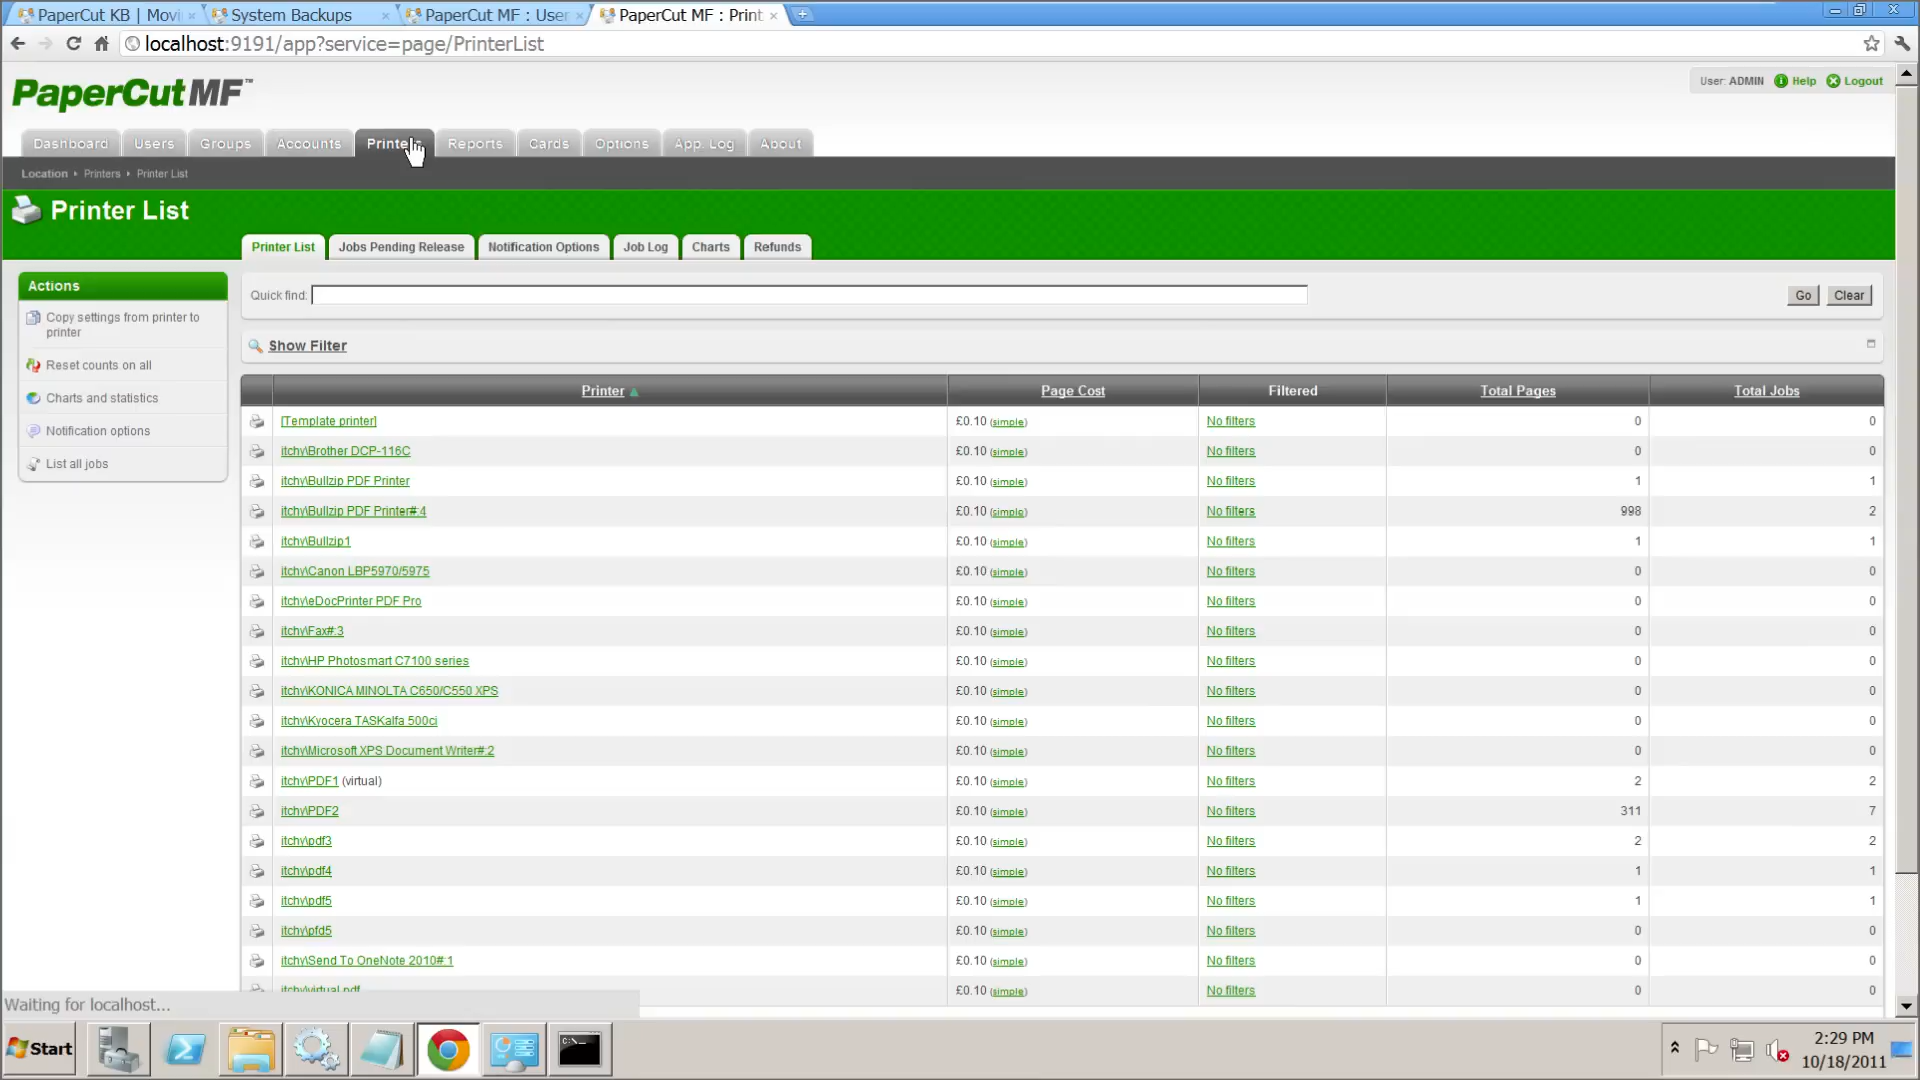 PaperCut KB | Movi
System Backups
PaperCut MF : User
PaperCut MF : Print
localhost:9191/app?service=page/PrinterList
PaperCutMF™
User: ADMIN Help Logout
Dashboard Users Groups Accounts Printers Reports Cards Options App. Log About
Location Printers Printer List
Printer List
Printer List Jobs Pending Release Notification Options Job Log Charts Refunds
Actions
Copy settings from printer to
printer
Reset counts on all
Charts and statistics
Notification options
List all jobs
Quick find: Go Clear
Show Filter
Printer Page Cost Filtered Total Pages Total Jobs
[Template printer] £0.10 (simple) No filters 0 0
itchy\Brother DCP-116C £0.10 (simple) No filters 0 0
itchy\Bullzip PDF Printer £0.10 (simple) No filters 1 1
itchy\Bullzip PDF Printer#:4 £0.10 (simple) No filters 998 2
itchy\Bullzip1 £0.10 (simple) No filters 1 1
itchy\Canon LBP5970/5975 £0.10 (simple) No filters 0 0
itchy\eDocPrinter PDF Pro £0.10 (simple) No filters 0 0
itchy\Fax#:3 £0.10 (simple) No filters 0 0
itchy\HP Photosmart C7100 series £0.10 (simple) No filters 0 0
itchy\KONICA MINOLTA C650/C550 XPS £0.10 (simple) No filters 0 0
itchy\Kyocera TASKalfa 500ci £0.10 (simple) No filters 0 0
itchy\Microsoft XPS Document Writer#:2 £0.10 (simple) No filters 0 0
itchy\PDF1 (virtual) £0.10 (simple) No filters 2 2
itchy\PDF2 £0.10 (simple) No filters 311 7
itchy\pdf3 £0.10 (simple) No filters 2 2
itchy\pdf4 £0.10 (simple) No filters 1 1
itchy\pdf5 £0.10 (simple) No filters 1 1
itchy\pfd5 £0.10 (simple) No filters 0 0
itchy\Send To OneNote 2010#:1 £0.10 (simple) No filters 0 0
itchy\virtual pdf £0.10 (simple) No filters 0 0
Waiting for localhost...
Start
C:\_
2:29 PM
10/18/2011